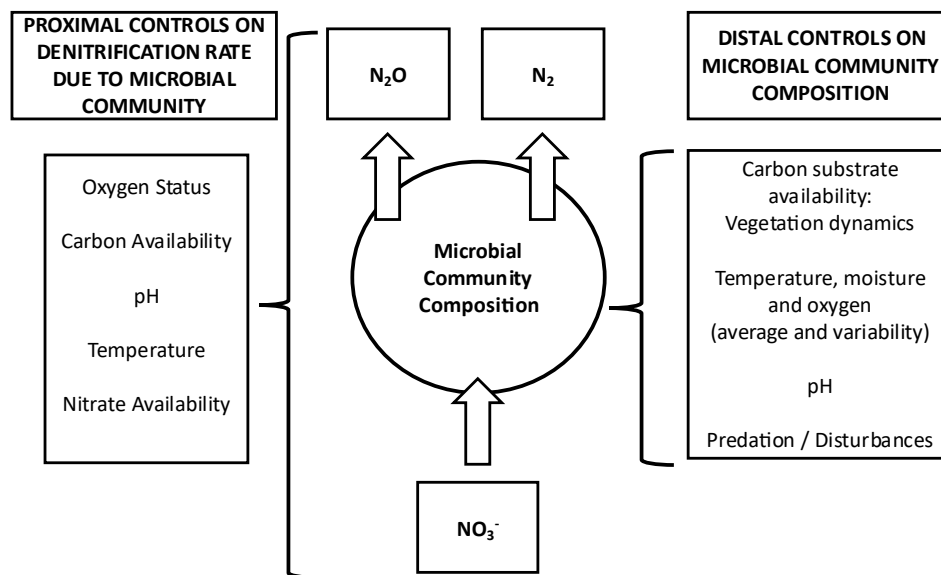 PROXIMAL CONTROLS ON
DENITRIFICATION RATE
DUE TO MICROBIAL
COMMUNITY
Oxygen Status
Carbon Availability
pH
Temperature
Nitrate Availability
N₂O
N₂
Microbial
Community
Composition
NO₃⁻
DISTAL CONTROLS ON
MICROBIAL COMMUNITY
COMPOSITION
Carbon substrate
availability:
Vegetation dynamics
Temperature, moisture
and oxygen
(average and variability)
pH
Predation / Disturbances